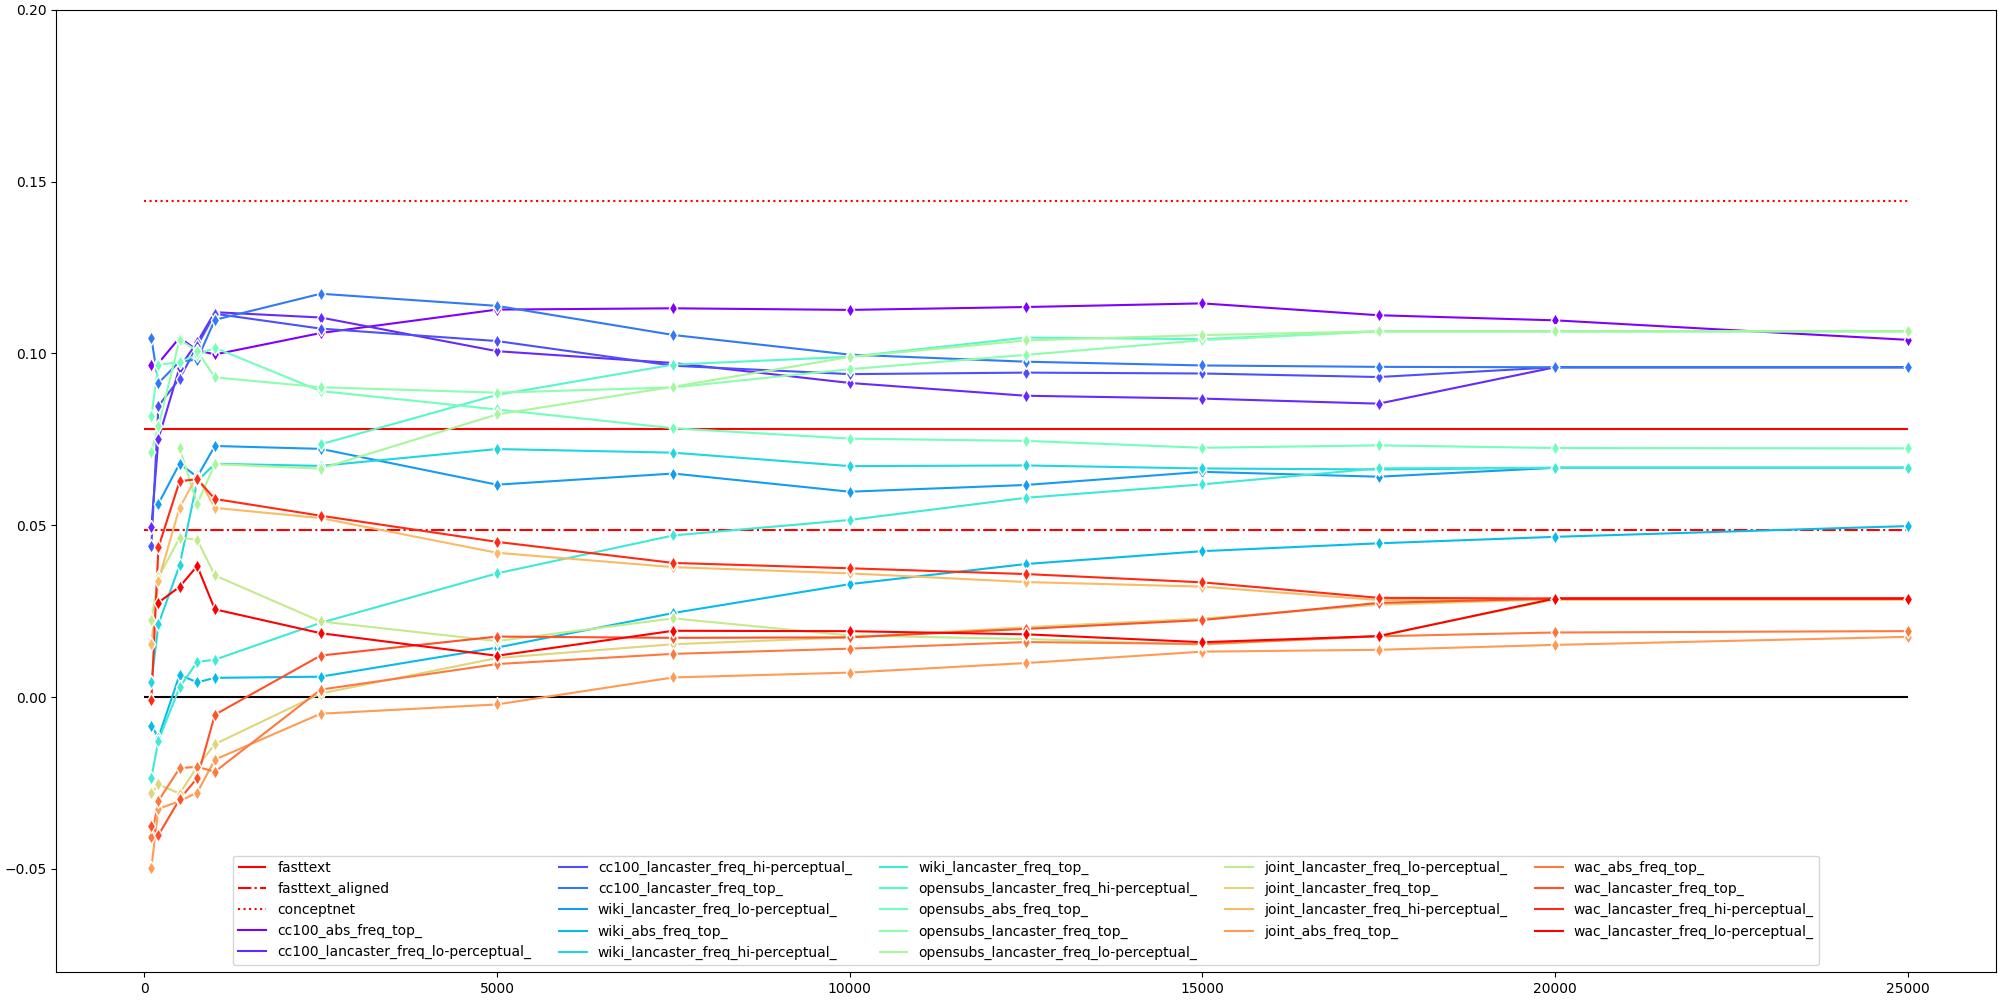 0.20
0.15
0.10
0.05
0.00
−0.05
0 5000 10000 15000 20000 25000
fasttext
fasttext_aligned
conceptnet
cc100_abs_freq_top_
cc100_lancaster_freq_lo-perceptual_
cc100_lancaster_freq_hi-perceptual_
cc100_lancaster_freq_top_
wiki_lancaster_freq_lo-perceptual_
wiki_abs_freq_top_
wiki_lancaster_freq_hi-perceptual_
wiki_lancaster_freq_top_
opensubs_lancaster_freq_hi-perceptual_
opensubs_abs_freq_top_
opensubs_lancaster_freq_top_
opensubs_lancaster_freq_lo-perceptual_
joint_lancaster_freq_lo-perceptual_
joint_lancaster_freq_top_
joint_lancaster_freq_hi-perceptual_
joint_abs_freq_top_
wac_abs_freq_top_
wac_lancaster_freq_top_
wac_lancaster_freq_hi-perceptual_
wac_lancaster_freq_lo-perceptual_